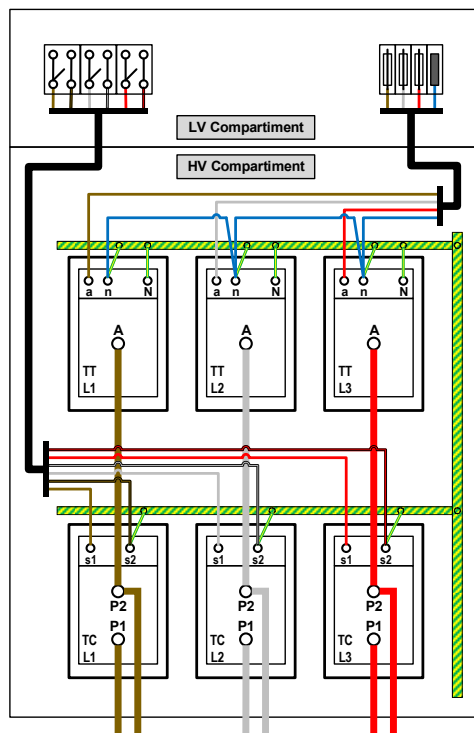 LV Compartiment
HV Compartiment
a n N a n N a n N
A A A
TT TT TT
L1 L2 L3
s1 s2 s1 s2 s1 s2
P2 P2 P2
P1 P1 P1
TC TC TC
L1 L2 L3